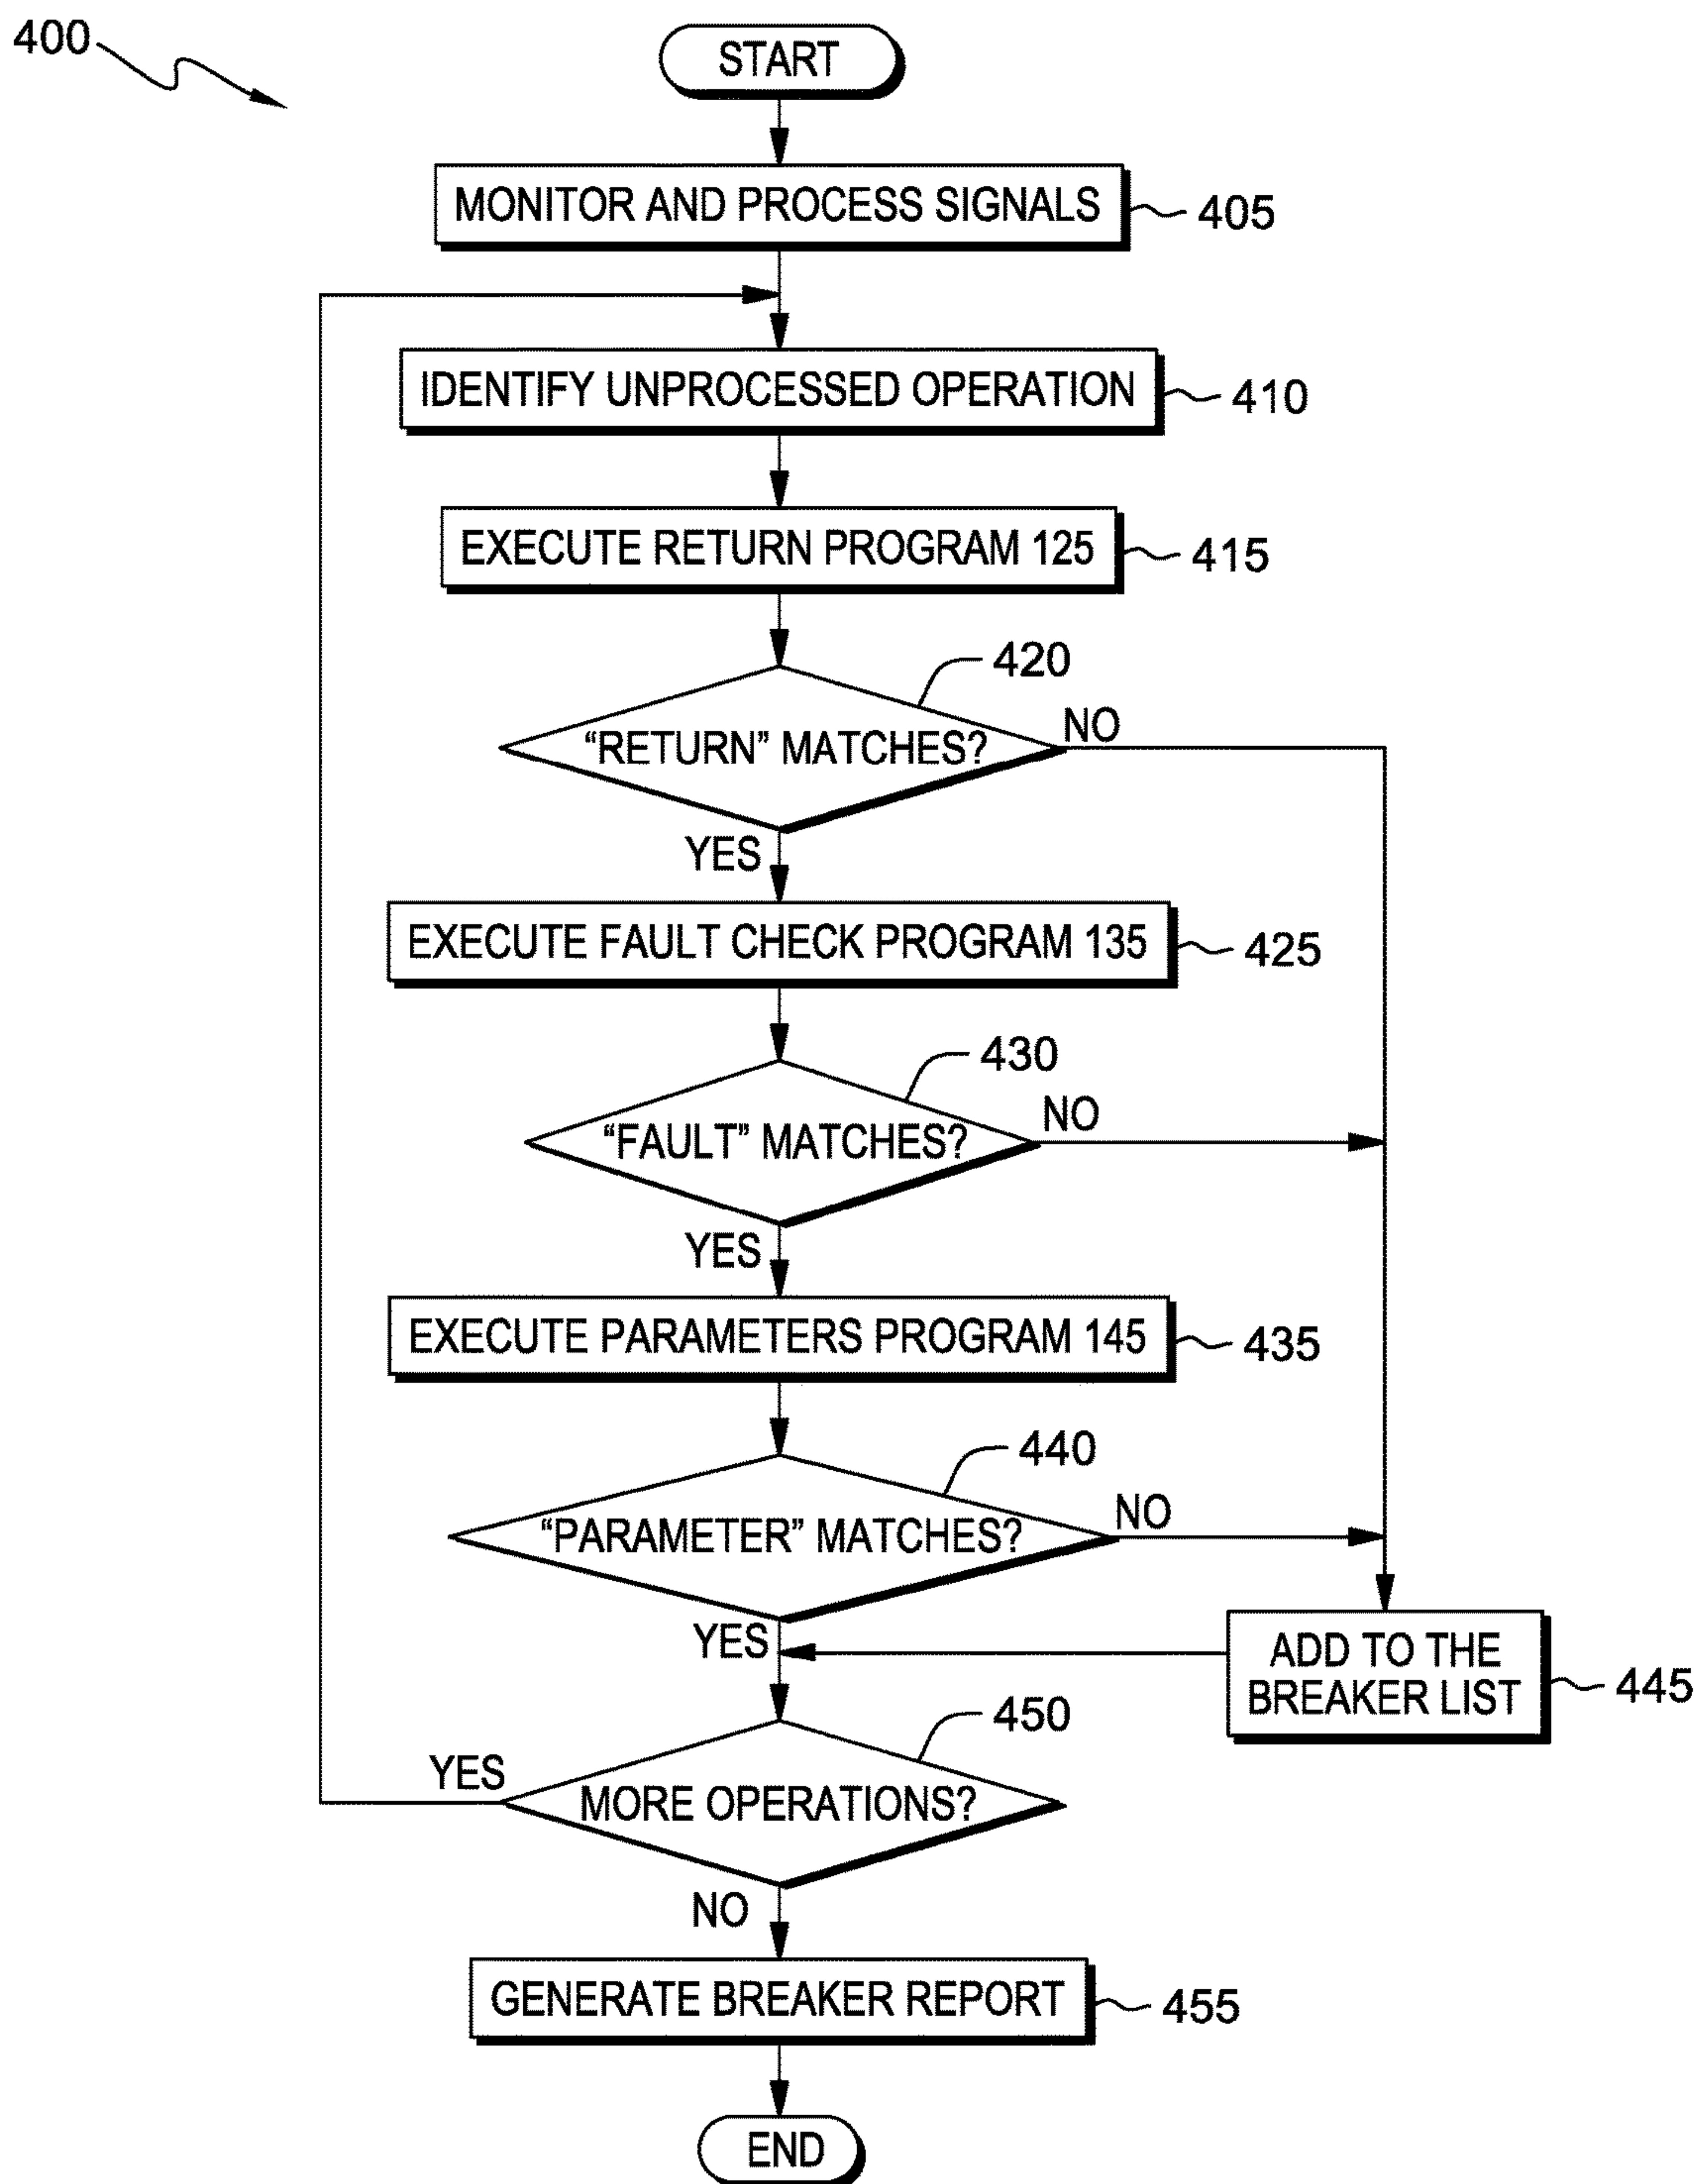 400
START
MONITOR AND PROCESS SIGNALS
405
IDENTIFY UNPROCESSED OPERATION
410
EXECUTE RETURN PROGRAM 125
415
420
“RETURN” MATCHES?
NO
YES
EXECUTE FAULT CHECK PROGRAM 135
425
430
“FAULT” MATCHES?
NO
YES
EXECUTE PARAMETERS PROGRAM 145
435
440
“PARAMETER” MATCHES?
NO
YES
ADD TO THE
BREAKER LIST
445
450
YES
MORE OPERATIONS?
NO
GENERATE BREAKER REPORT
455
END